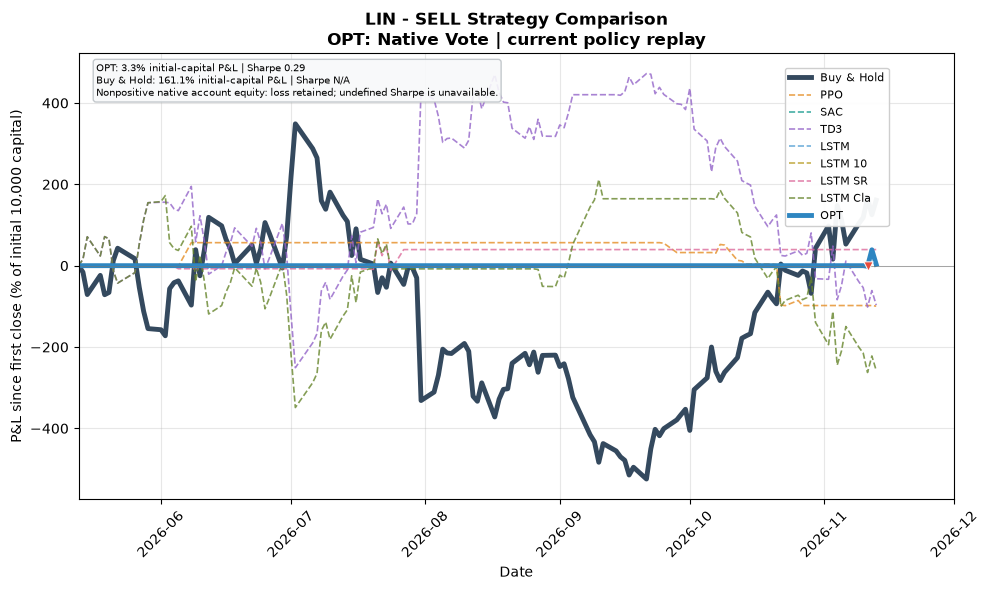 LIN - SELL Strategy Comparison
OPT: Native Vote | current policy replay
OPT: 3.3% initial-capital P&L | Sharpe 0.29
Buy & Hold: 161.1% initial-capital P&L | Sharpe N/A
Nonpositive native account equity: loss retained; undefined Sharpe is unavailable.
Buy & Hold
PPO
SAC
TD3
LSTM
LSTM 10
LSTM SR
LSTM Cla
OPT
P&L since first close (% of initial 10,000 capital)
400
200
0
−200
−400
2026-06
2026-07
2026-08
2026-09
2026-10
2026-11
2026-12
Date